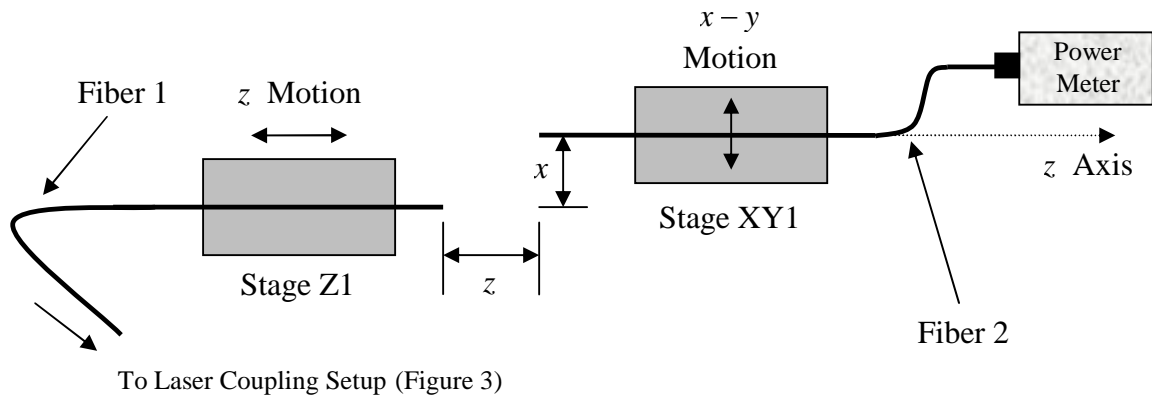 x – y
Motion
Power
Meter
Fiber 1
z Motion
x
z Axis
Stage XY1
Stage Z1
z
Fiber 2
To Laser Coupling Setup (Figure 3)